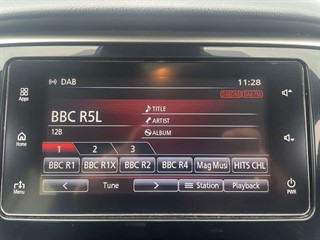 DAB
11:28
Apps
BBC R5L
12B
TITLE
ARTIST
ALBUM
Home
1 2 3
BBC R1 BBC R1X BBC R2 BBC R4 Mag Musi HITS CHL
Menu
Tune
Station
Playback
PWR